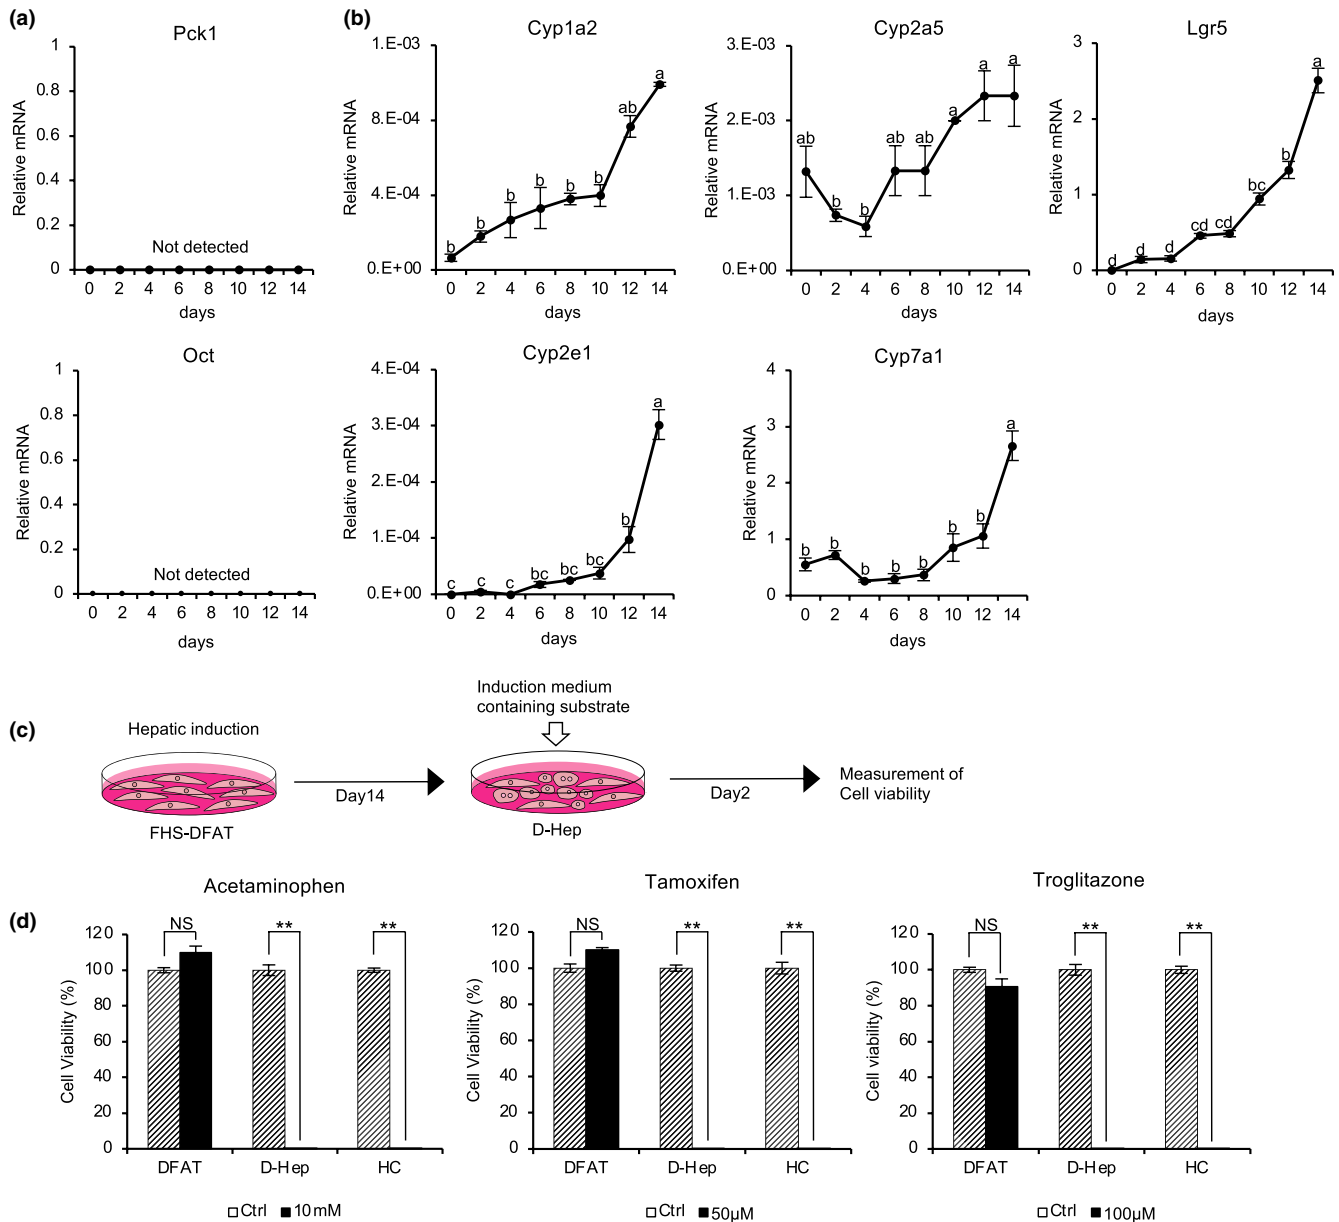 (a)
Pck1
Relative mRNA
1
0.8
0.6
0.4
0.2
0
Not detected
0 2 4 6 8 10 12 14
days
Oct
Relative mRNA
1
0.8
0.6
0.4
0.2
0
Not detected
0 2 4 6 8 10 12 14
days
(b)
Cyp1a2
Relative mRNA
1.E-03
8.E-04
4.E-04
0.E+00
b b b b b b ab a
0 2 4 6 8 10 12 14
days
Cyp2a5
Relative mRNA
3.E-03
2.E-03
1.E-03
0.E+00
ab b b ab ab a a a
0 2 4 6 8 10 12 14
days
Lgr5
Relative mRNA
3
2
1
0
d d d cd cd bc b a
0 2 4 6 8 10 12 14
days
Cyp2e1
Relative mRNA
4.E-04
3.E-04
2.E-04
1.E-04
0.E+00
c c c bc bc bc b a
0 2 4 6 8 10 12 14
days
Cyp7a1
Relative mRNA
4
3
2
1
0
b b b b b b b a
0 2 4 6 8 10 12 14
days
(c)
Hepatic induction
FHS-DFAT
Day14
Induction medium
containing substrate
D-Hep
Day2
Measurement of
Cell viability
(d)
Acetaminophen
Cell Viability (%)
120
100
80
60
40
20
0
NS ** **
DFAT D-Hep HC
Ctrl 10mM
Tamoxifen
Cell Viability (%)
120
100
80
60
40
20
0
NS ** **
DFAT D-Hep HC
Ctrl 50μM
Troglitazone
Cell viability (%)
120
100
80
60
40
20
0
NS ** **
DFAT D-Hep HC
Ctrl 100μM